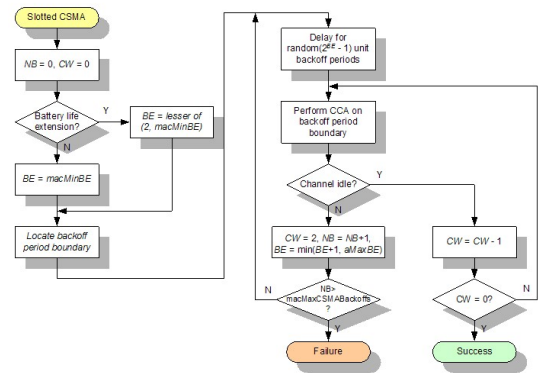 Slotted CSMA
NB = 0, CW = 0
Battery life
extension?
Y
N
BE = lesser of
(2, macMinBE)
BE = macMinBE
Locate backoff
period boundary
Delay for
random(2^BE - 1) unit
backoff periods
Perform CCA on
backoff period
boundary
Channel idle?
Y
N
CW = 2, NB = NB+1,
BE = min(BE+1, aMaxBE)
CW = CW - 1
N
NB>
macMaxCSMABackoffs
?
Y
N
CW = 0?
Y
Failure
Success